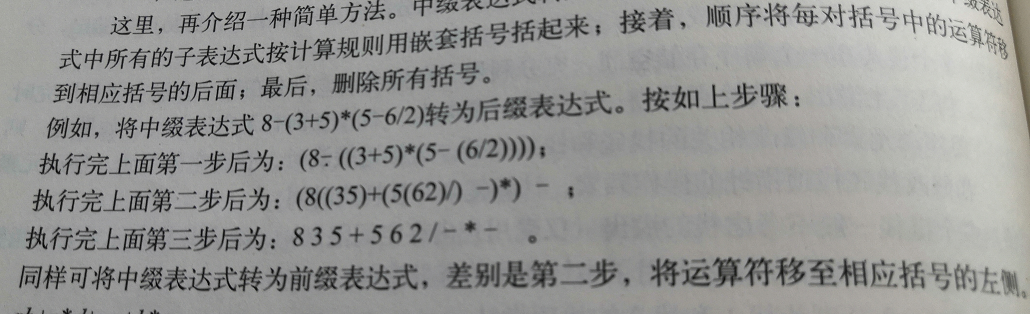 这里，再介绍一种简单方法。中缀表达式
式中所有的子表达式按计算规则用嵌套括号括起来；接着，顺序将每对括号中的运算符移
到相应括号的后面；最后，删除所有括号。
例如，将中缀表达式 8-(3+5)*(5-6/2)转为后缀表达式。按如上步骤：
执行完上面第一步后为：(8-((3+5)*(5-(6/2))))；
执行完上面第二步后为：(8((35)+(5(62)/) -)*) - ；
执行完上面第三步后为：8 3 5 + 5 6 2 / - * - 。
同样可将中缀表达式转为前缀表达式，差别是第二步，将运算符移至相应括号的左侧。